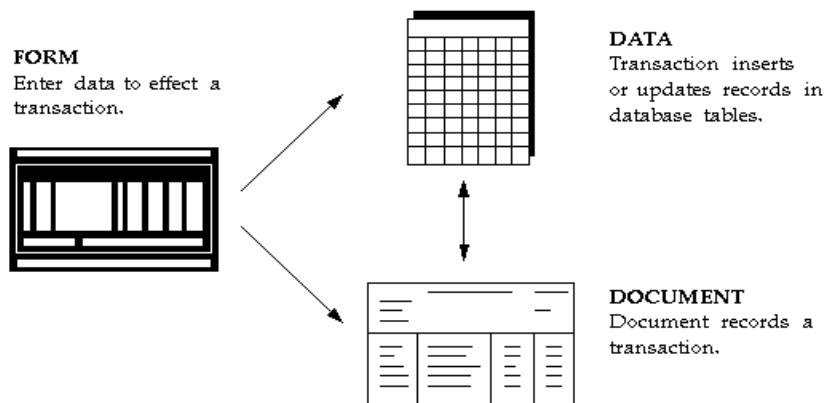 FORM
Enter data to effect a
transaction.
DATA
Transaction inserts
or updates records in
database tables.
DOCUMENT
Document records a
transaction.